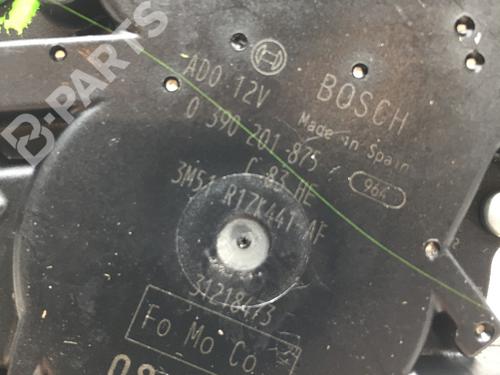 ADO 12V
BOSCH
Made in Spain
0 390 201 875
C 83 HE
964
3M51 R17K441 AF
31218473
Fo Mo Co
08
B-PARTS